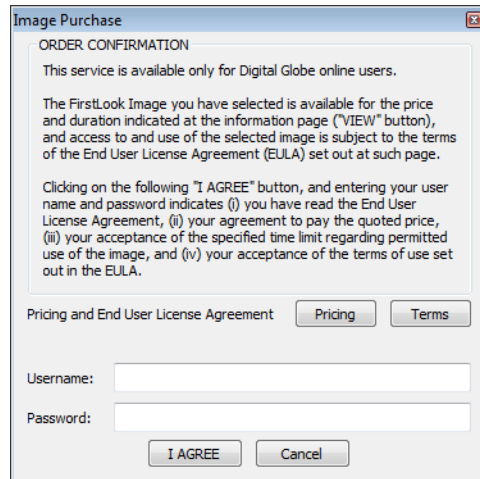 Image Purchase
ORDER CONFIRMATION
This service is available only for Digital Globe online users.
The FirstLook Image you have selected is available for the price
and duration indicated at the information page ("VIEW" button),
and access to and use of the selected image is subject to the terms
of the End User License Agreement (EULA) set out at such page.
Clicking on the following "I AGREE" button, and entering your user
name and password indicates (i) you have read the End User
License Agreement, (ii) your agreement to pay the quoted price,
(iii) your acceptance of the specified time limit regarding permitted
use of the image, and (iv) your acceptance of the terms of use set
out in the EULA.
Pricing and End User License Agreement Pricing Terms
Username:
Password:
I AGREE Cancel